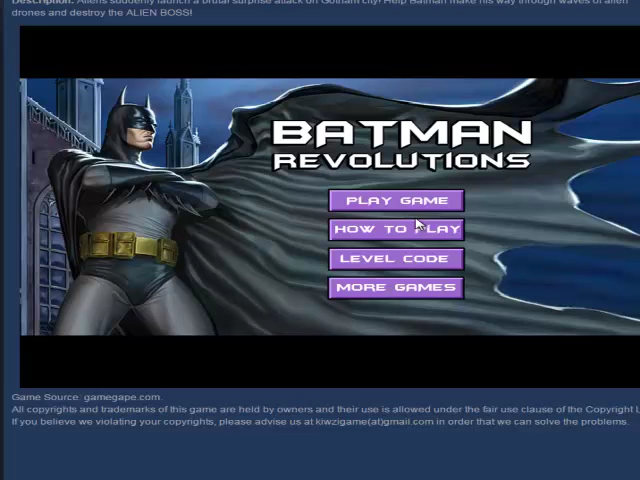 Description: Aliens suddenly launch a brutal surprise attack on Gotham city! Help Batman make his way through waves of alien
drones and destroy the ALIEN BOSS!
BATMAN
REVOLUTIONS
PLAY GAME
HOW TO PLAY
LEVEL CODE
MORE GAMES
Game Source: gamegape.com.
All copyrights and trademarks of this game are held by owners and their use is allowed under the fair use clause of the Copyright
If you believe we violating your copyrights, please advise us at kiwzigame(at)gmail.com in order that we can solve the problems.